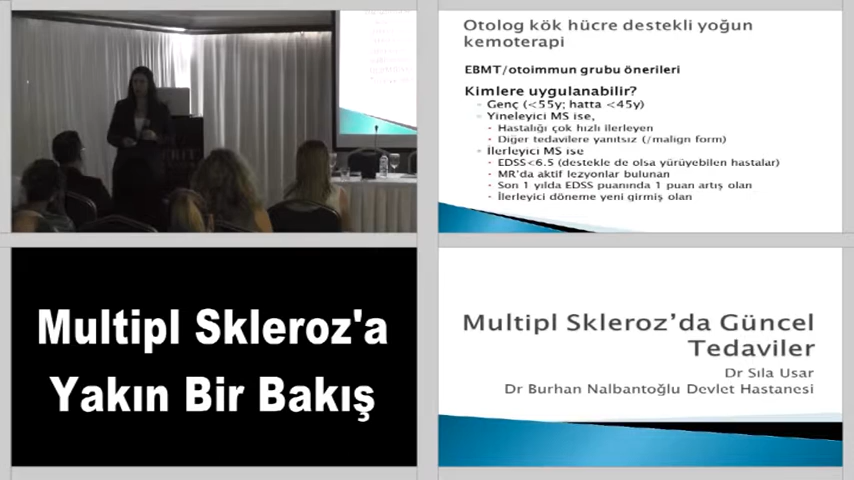 Otolog kök hücre destekli yoğun
kemoterapi
EBMT/otoimmun grubu önerileri
Kimlere uygulanabilir?
Genç (<55y; hatta <45y)
Yineleyici MS ise,
Hastalığı çok hızlı ilerleyen
Diğer tedavilere yanıtsız (/malign form)
İlerleyici MS ise
EDSS<6.5 (destekle de olsa yürüyebilen hastalar)
MR'da aktif lezyonlar bulunan
Son 1 yılda EDSS puanında 1 puan artış olan
İlerleyici döneme yeni girmiş olan
Multipl Skleroz'a
Yakın Bir Bakış
Multipl Skleroz’da Güncel
Tedaviler
Dr Sıla Usar
Dr Burhan Nalbantoğlu Devlet Hastanesi